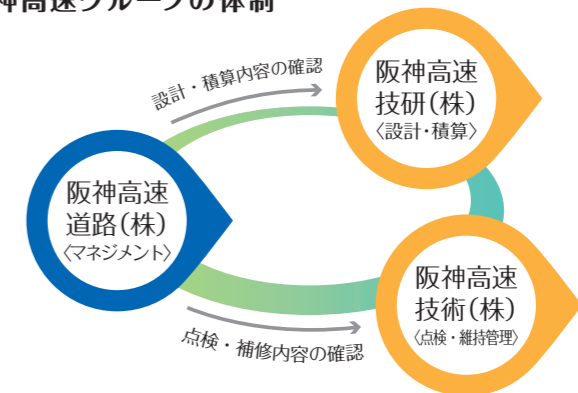 神高速グループの体制
設計・積算内容の確認
阪神高速
技研(株)
〈設計・積算〉
阪神高速
道路(株)
〈マネジメント〉
阪神高速
技術(株)
〈点検・維持管理〉
点検・補修内容の確認